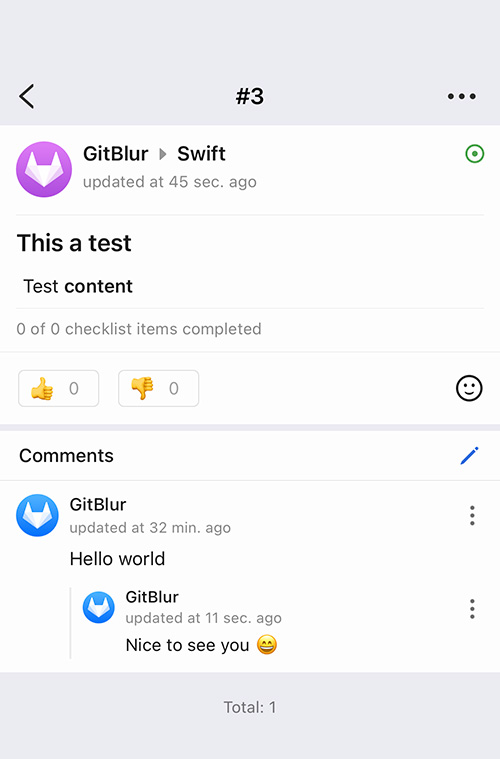 #3
GitBlur Swift
updated at 45 sec. ago
This a test
Test content
0 of 0 checklist items completed
👍 0 👎 0
Comments
GitBlur
updated at 32 min. ago
Hello world
GitBlur
updated at 11 sec. ago
Nice to see you 😄
Total: 1